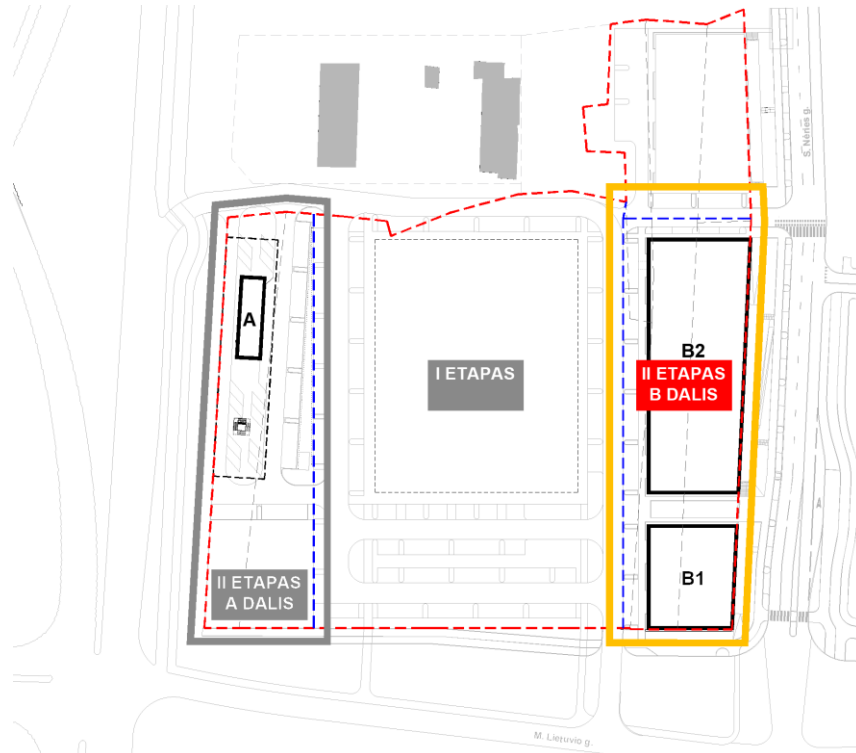 S. Nėries g.
A
I ETAPAS
B2
II ETAPAS
B DALIS
A
B1
II ETAPAS
A DALIS
M. Lietuvio g.